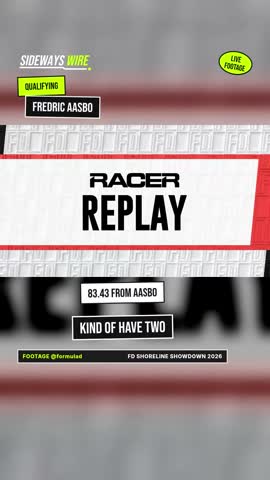 SIDEWAYS WIRE.
LIVE FOOTAGE
QUALIFYING
FREDRIC AASBO
RACER
REPLAY
83.43 FROM AASBO
KIND OF HAVE TWO
FOOTAGE @formulad
FD SHORELINE SHOWDOWN 2026